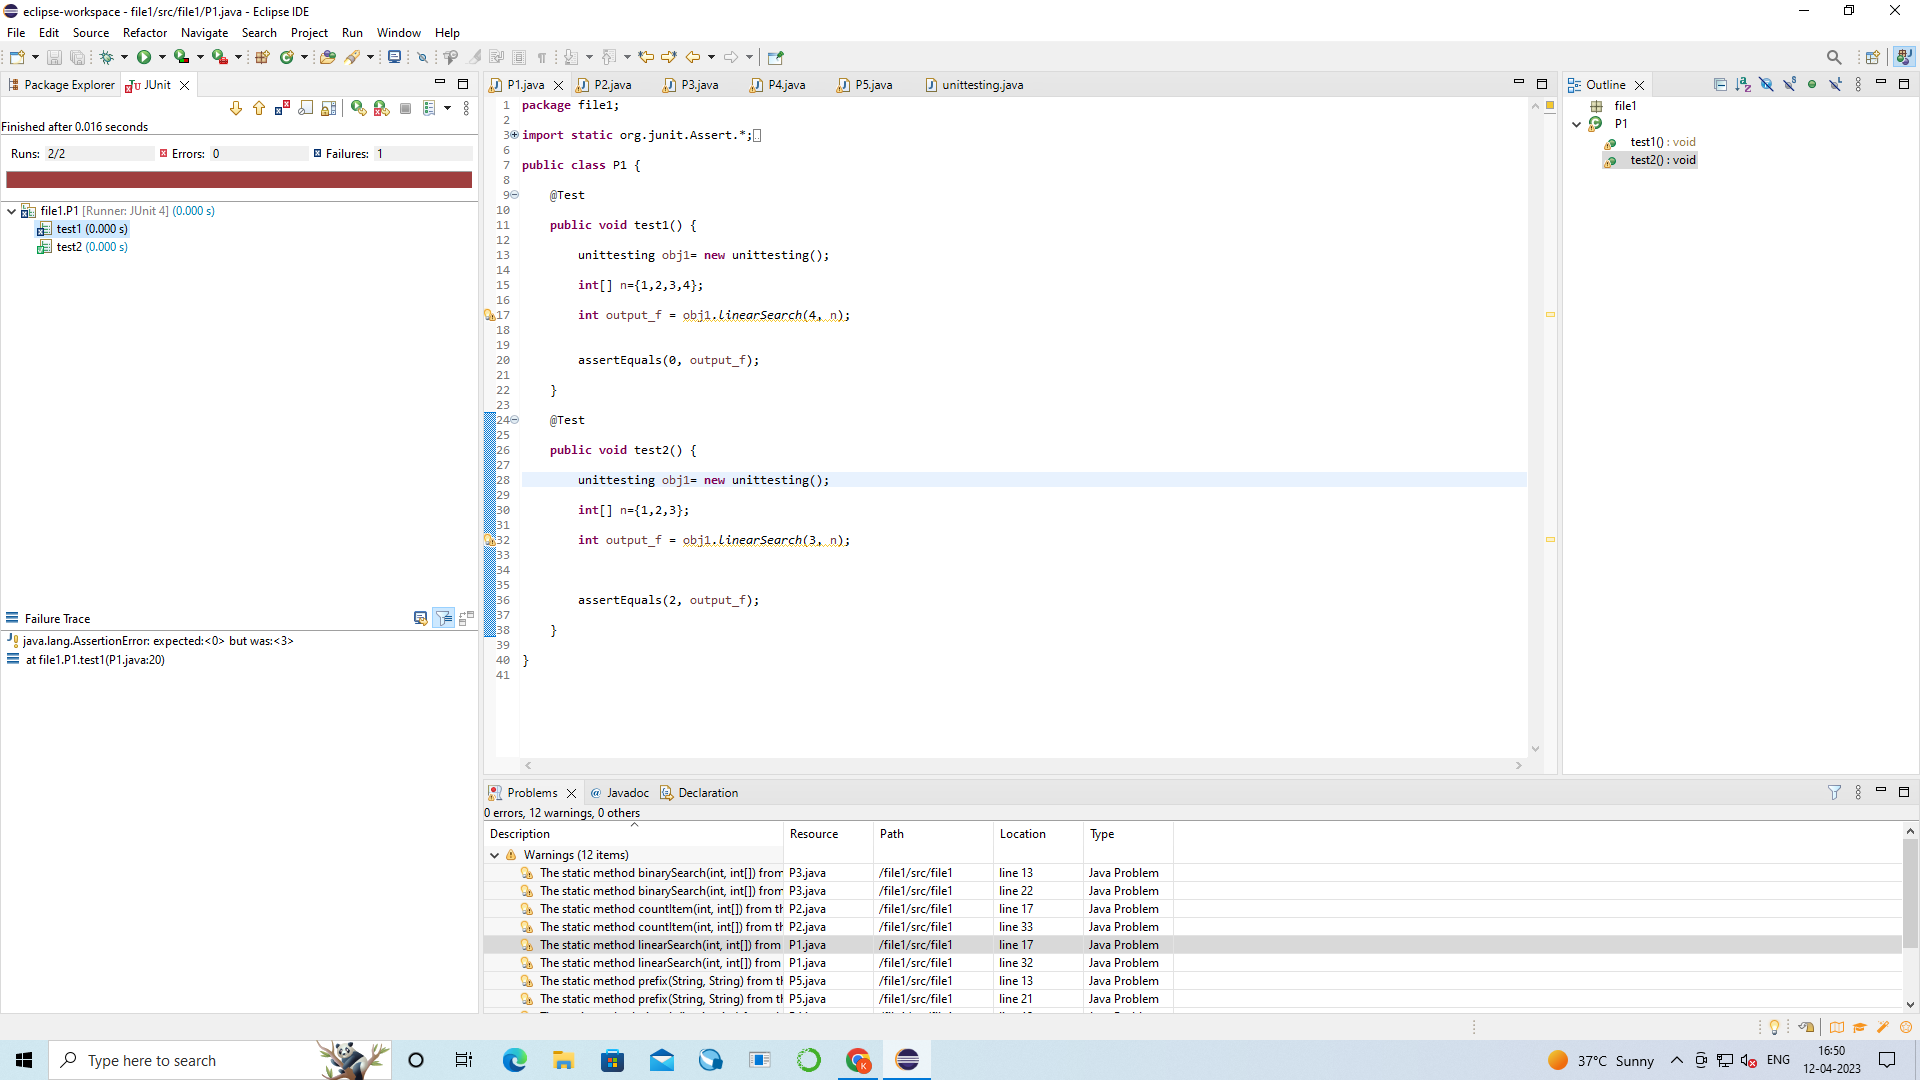 eclipse-workspace - file1/src/file1/P1.java - Eclipse IDE
File Edit Source Refactor Navigate Search Project Run Window Help
Package Explorer JUnit
Finished after 0.016 seconds
Runs: 2/2 Errors: 0 Failures: 1
file1.P1 [Runner: JUnit 4] (0.000 s)
test1 (0.000 s)
test2 (0.000 s)
Failure Trace
java.lang.AssertionError: expected:<0> but was:<3>
at file1.P1.test1(P1.java:20)
P1.java P2.java P3.java P4.java P5.java unittesting.java
1 package file1;
2
3 import static org.junit.Assert.*;
6
7 public class P1 {
8
9 @Test
10
11 public void test1() {
12
13 unittesting obj1= new unittesting();
14
15 int[] n={1,2,3,4};
16
17 int output_f = obj1.linearSearch(4, n);
18
19
20 assertEquals(0, output_f);
21
22 }
23
24 @Test
25
26 public void test2() {
27
28 unittesting obj1= new unittesting();
29
30 int[] n={1,2,3};
31
32 int output_f = obj1.linearSearch(3, n);
33
34
35
36 assertEquals(2, output_f);
37
38 }
39
40 }
41
Outline
file1
P1
test1() : void
test2() : void
Problems @ Javadoc Declaration
0 errors, 12 warnings, 0 others
Description Resource Path Location Type
Warnings (12 items)
The static method binarySearch(int, int[]) from P3.java /file1/src/file1 line 13 Java Problem
The static method binarySearch(int, int[]) from P3.java /file1/src/file1 line 22 Java Problem
The static method countItem(int, int[]) from th P2.java /file1/src/file1 line 17 Java Problem
The static method countItem(int, int[]) from th P2.java /file1/src/file1 line 33 Java Problem
The static method linearSearch(int, int[]) from P1.java /file1/src/file1 line 17 Java Problem
The static method linearSearch(int, int[]) from P1.java /file1/src/file1 line 32 Java Problem
The static method prefix(String, String) from th P5.java /file1/src/file1 line 13 Java Problem
The static method prefix(String, String) from th P5.java /file1/src/file1 line 21 Java Problem
Type here to search
37°C Sunny
ENG
16:50
12-04-2023